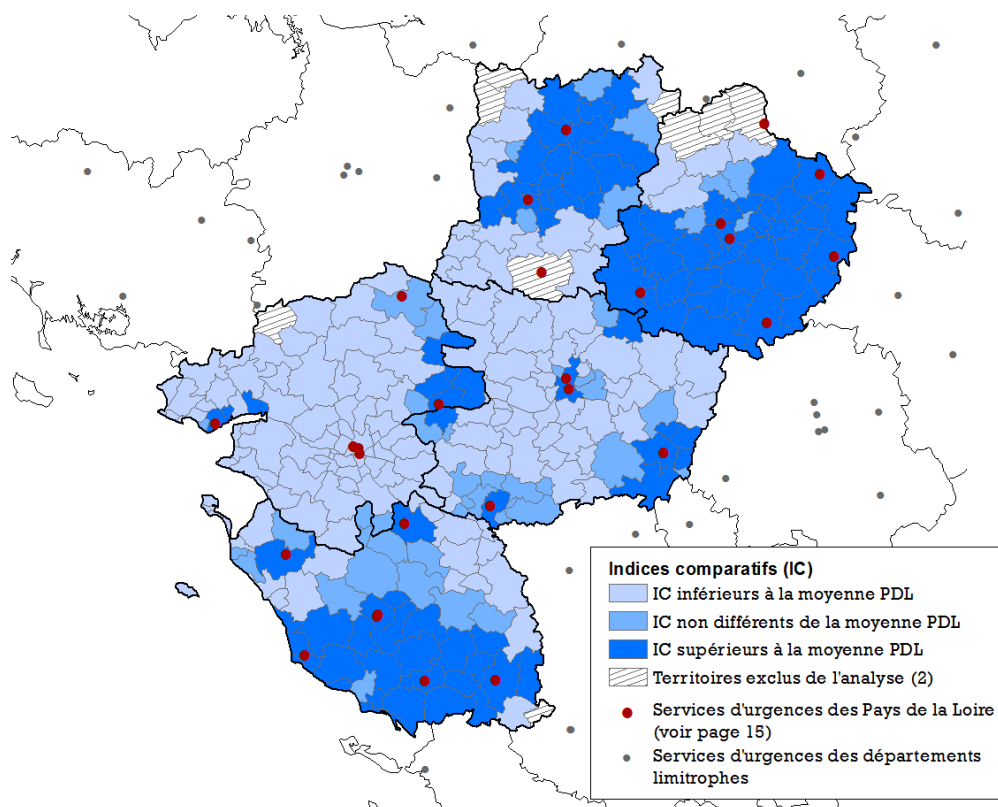 Indices comparatifs (IC)
IC inférieurs à la moyenne PDL
IC non différents de la moyenne PDL
IC supérieurs à la moyenne PDL
Territoires exclus de l'analyse (2)
Services d'urgences des Pays de la Loire
(voir page 15)
Services d'urgences des départements
limitrophes